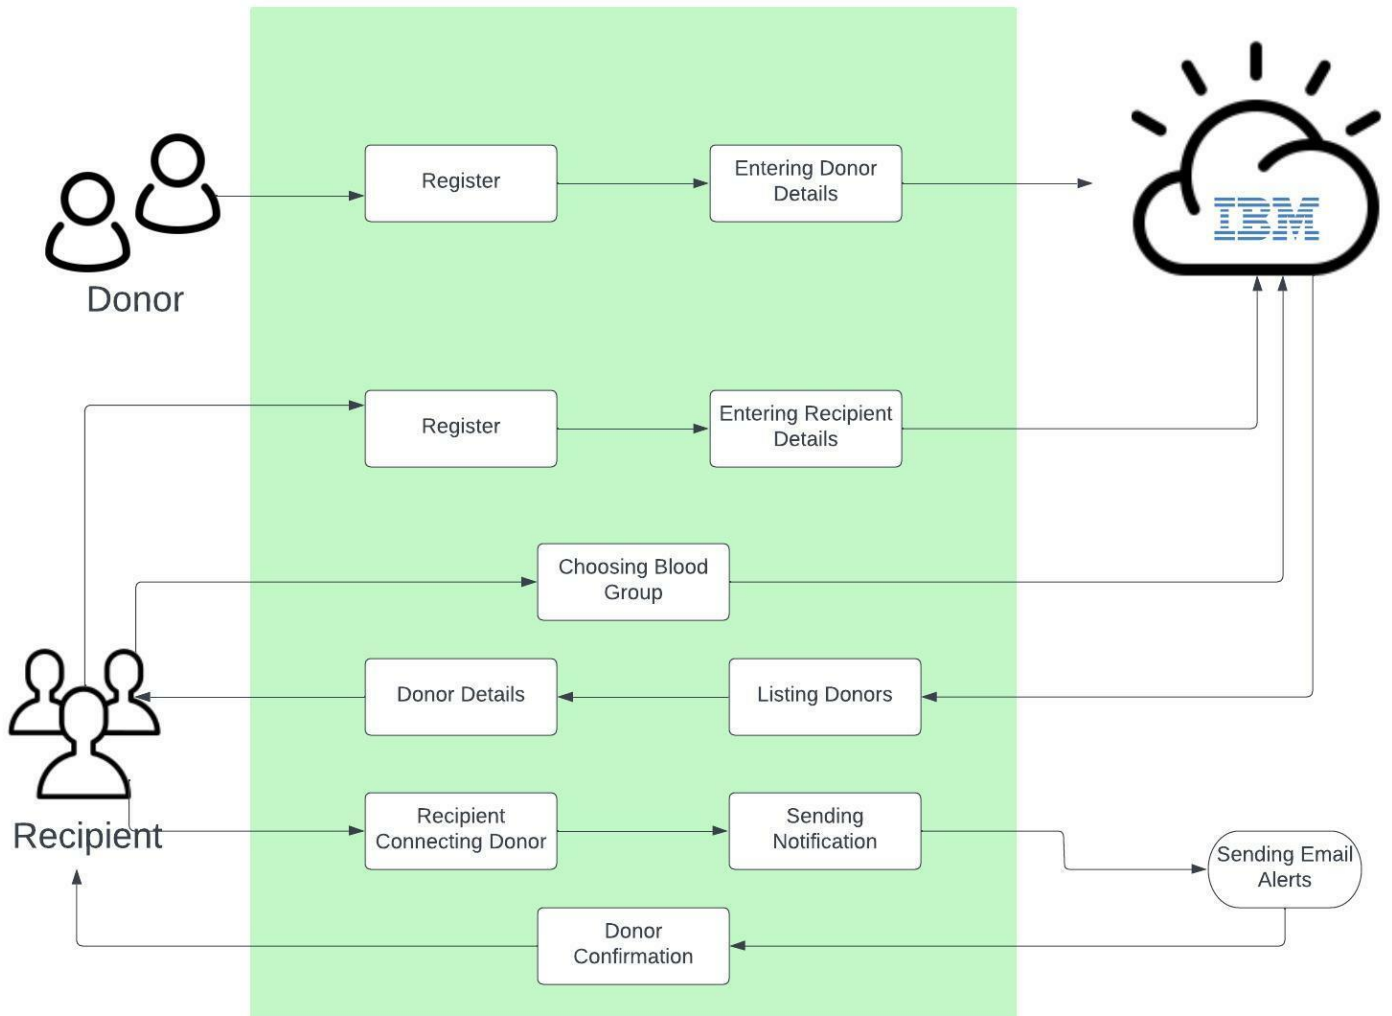 Register
Entering Donor
Details
IBM
Donor
Register
Entering Recipient
Details
Choosing Blood
Group
Donor Details
Listing Donors
Recipient
Recipient
Connecting Donor
Sending
Notification
Sending Email
Alerts
Donor
Confirmation